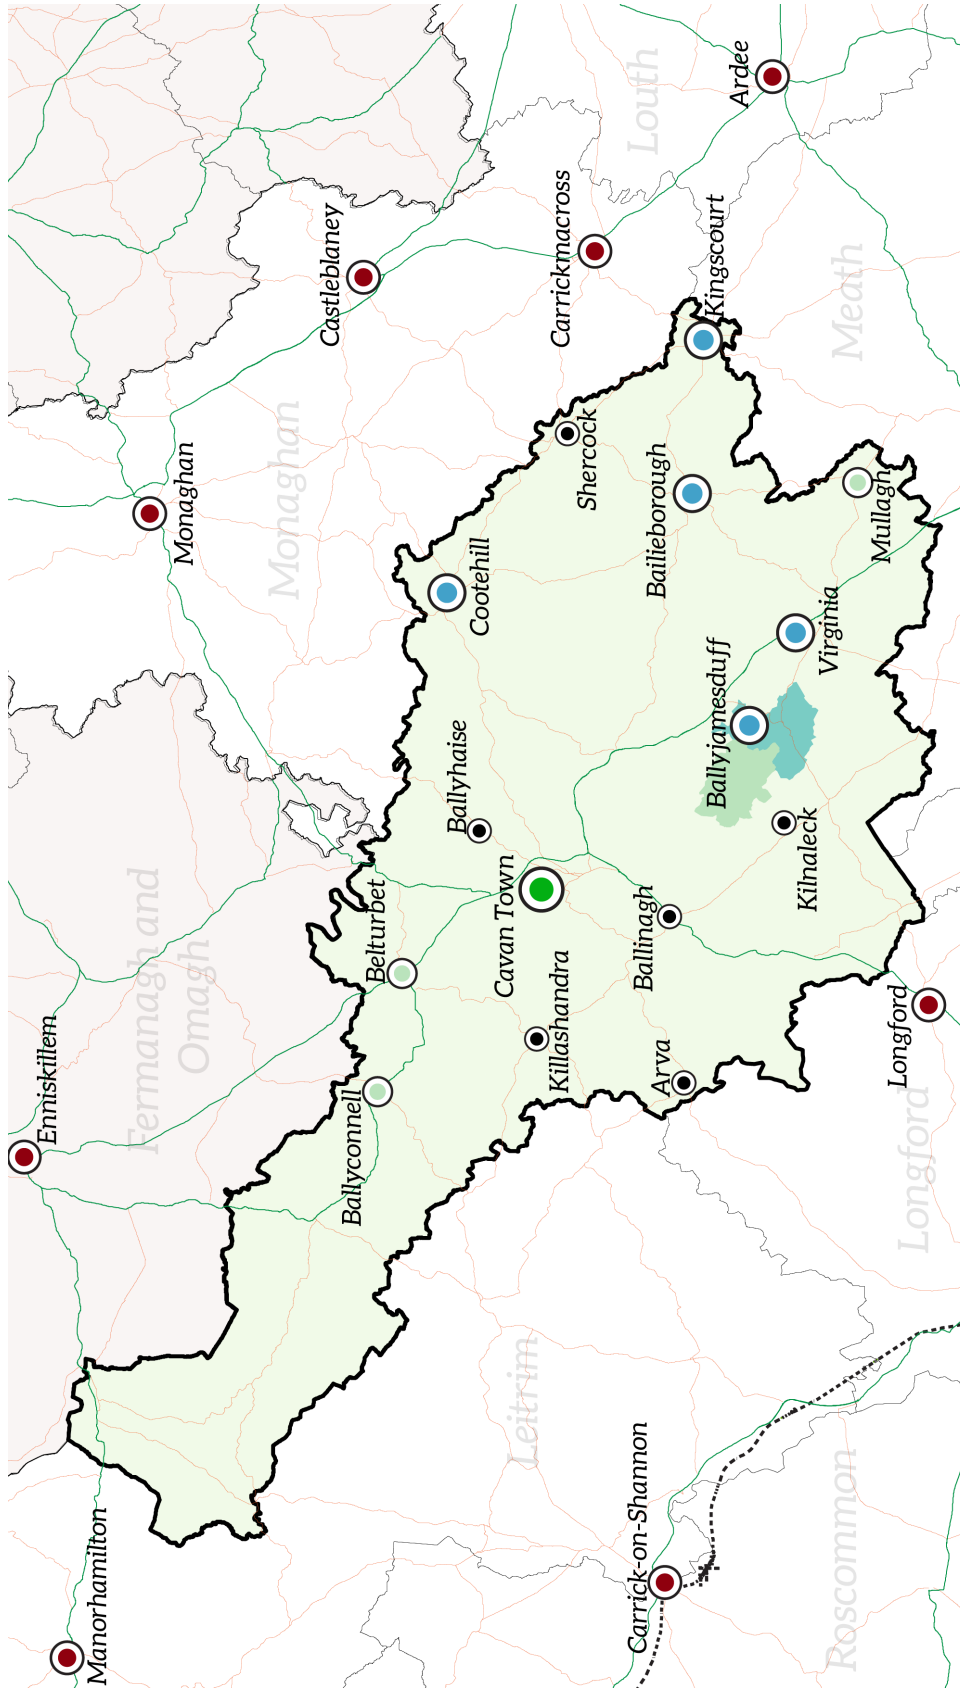 Manorhamilton
Enniskillem
Fermanagh and
Omagh
Monaghan
Monaghan
Castleblaney
Carrickmacross
Louth
Ardee
Kingscourt
Meath
Shercock
Bailieborough
Mullagh
Cootehill
Virginia
Ballyjamesduff
Ballyhaise
Kilnaleck
Belturbet
Cavan Town
Ballinagh
Killashandra
Arva
Ballyconnell
Longford
Longford
Leitrim
Carrick-on-Shannon
Roscommon